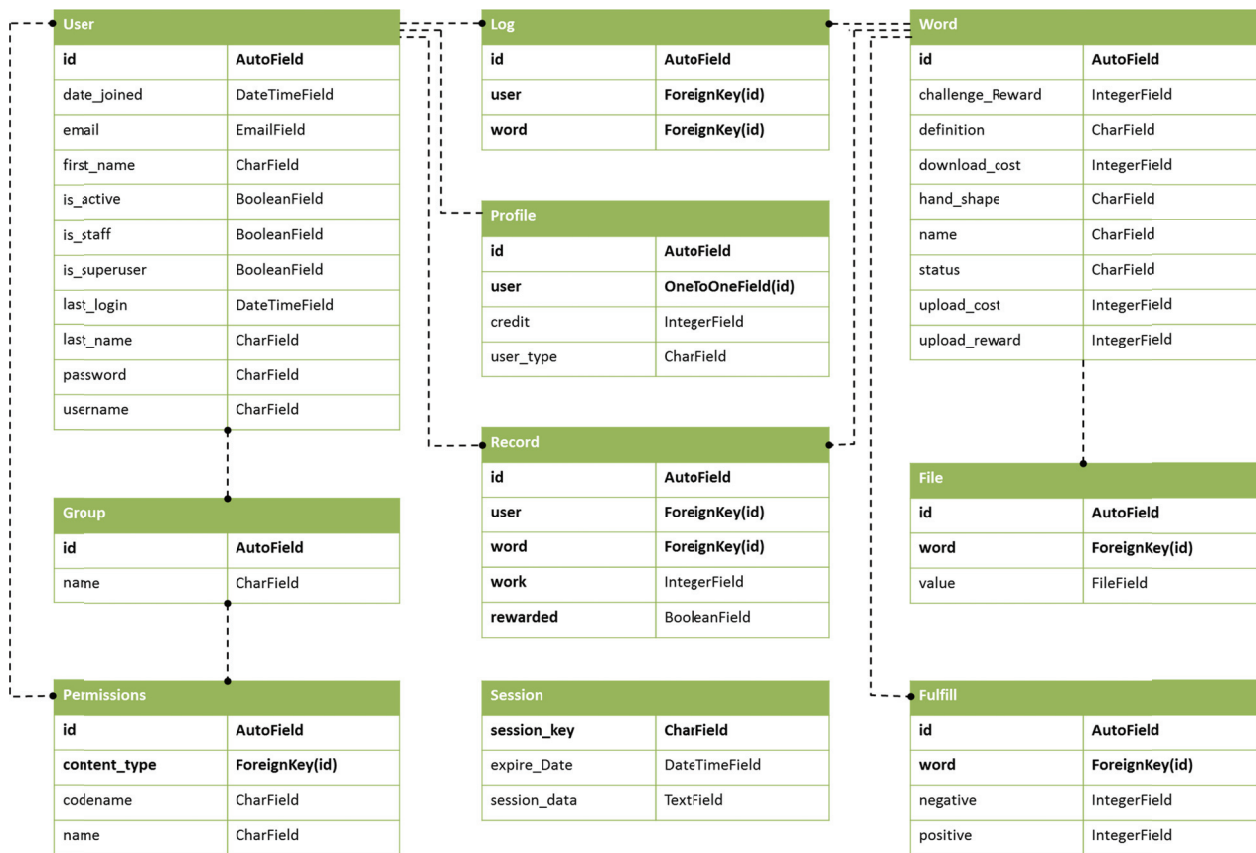 User
id AutoField
date_joined DateTimeField
email EmailField
first_name CharField
is_active BooleanField
is_staff BooleanField
is_superuser BooleanField
last_login DateTimeField
last_name CharField
password CharField
username CharField
Group
id AutoField
name CharField
Permissions
id AutoField
content_type ForeignKey(id)
codename CharField
name CharField
Log
id AutoField
user ForeignKey(id)
word ForeignKey(id)
Profile
id AutoField
user OneToOneField(id)
credit IntegerField
user_type CharField
Record
id AutoField
user ForeignKey(id)
word ForeignKey(id)
work IntegerField
rewarded BooleanField
Session
session_key CharField
expire_Date DateTimeField
session_data TextField
Word
id AutoField
challenge_Reward IntegerField
definition CharField
download_cost IntegerField
hand_shape CharField
name CharField
status CharField
upload_cost IntegerField
upload_reward IntegerField
File
id AutoField
word ForeignKey(id)
value FileField
Fulfill
id AutoField
word ForeignKey(id)
negative IntegerField
positive IntegerField